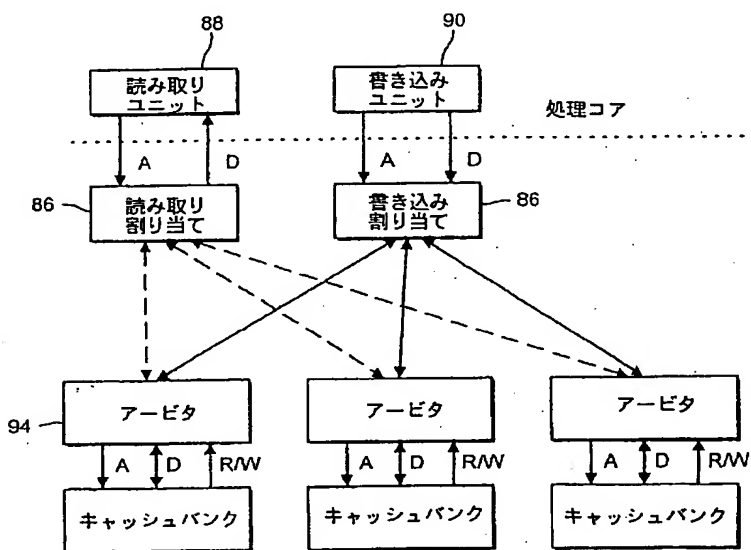 88
90
読み取り
ユニット
書き込み
ユニット
処理コア
A
D
A
D
86
読み取り
割り当て
書き込み
割り当て
86
94
アービタ
アービタ
アービタ
A
D
R/W
A
D
R/W
A
D
R/W
キャッシュバンク
キャッシュバンク
キャッシュバンク